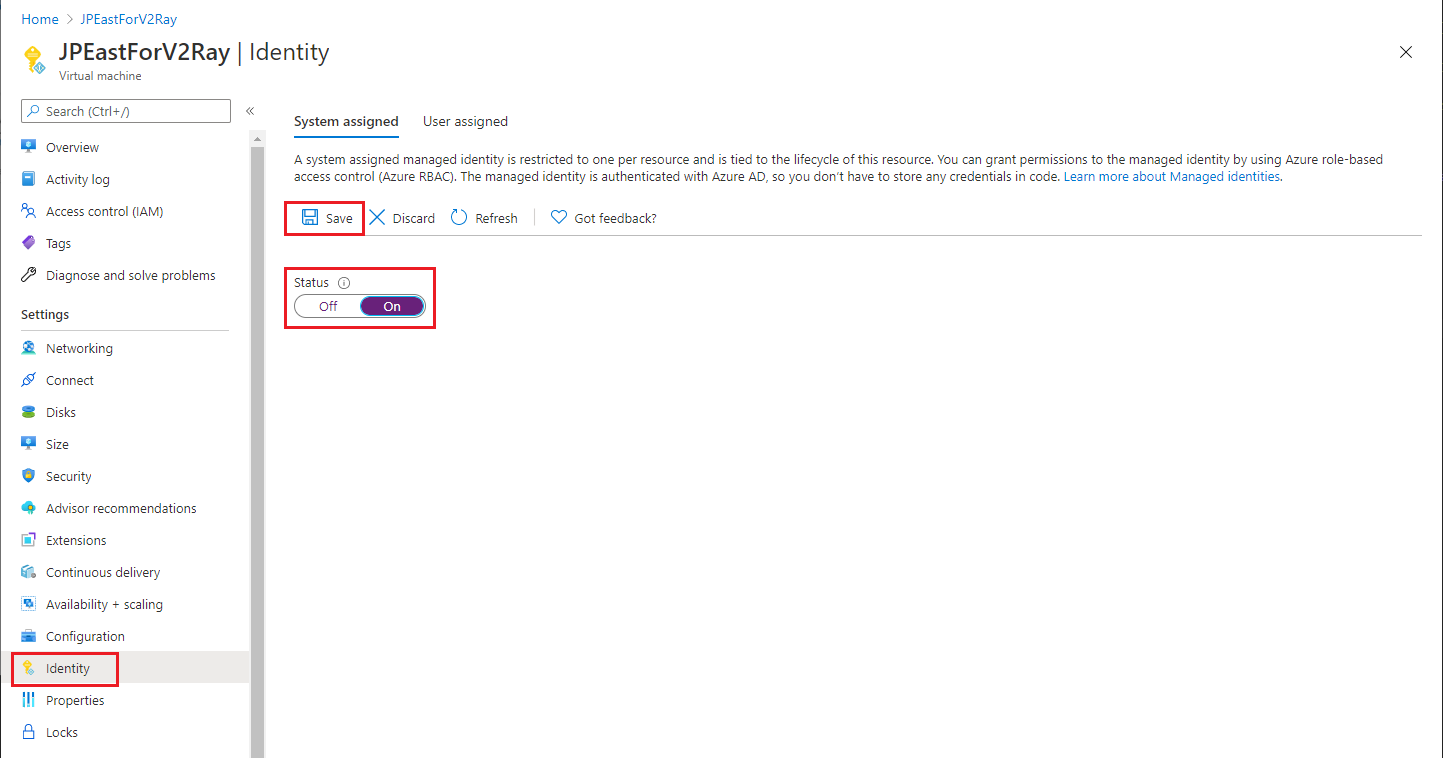 Home > JPEastForV2Ray
JPEastForV2Ray | Identity
Virtual machine
Search (Ctrl+/)
«
Overview
Activity log
Access control (IAM)
Tags
Diagnose and solve problems
Settings
Networking
Connect
Disks
Size
Security
Advisor recommendations
Extensions
Continuous delivery
Availability + scaling
Configuration
Identity
Properties
Locks
System assigned User assigned
A system assigned managed identity is restricted to one per resource and is tied to the lifecycle of this resource. You can grant permissions to the managed identity by using Azure role-based
access control (Azure RBAC). The managed identity is authenticated with Azure AD, so you don’t have to store any credentials in code. Learn more about Managed identities.
Save Discard Refresh Got feedback?
Status
Off On